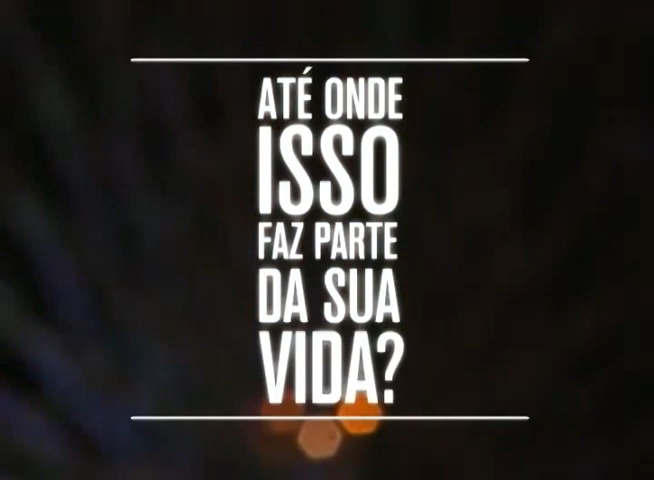 ATÉ ONDE
ISSO
FAZ PARTE
DA SUA
VIDA?